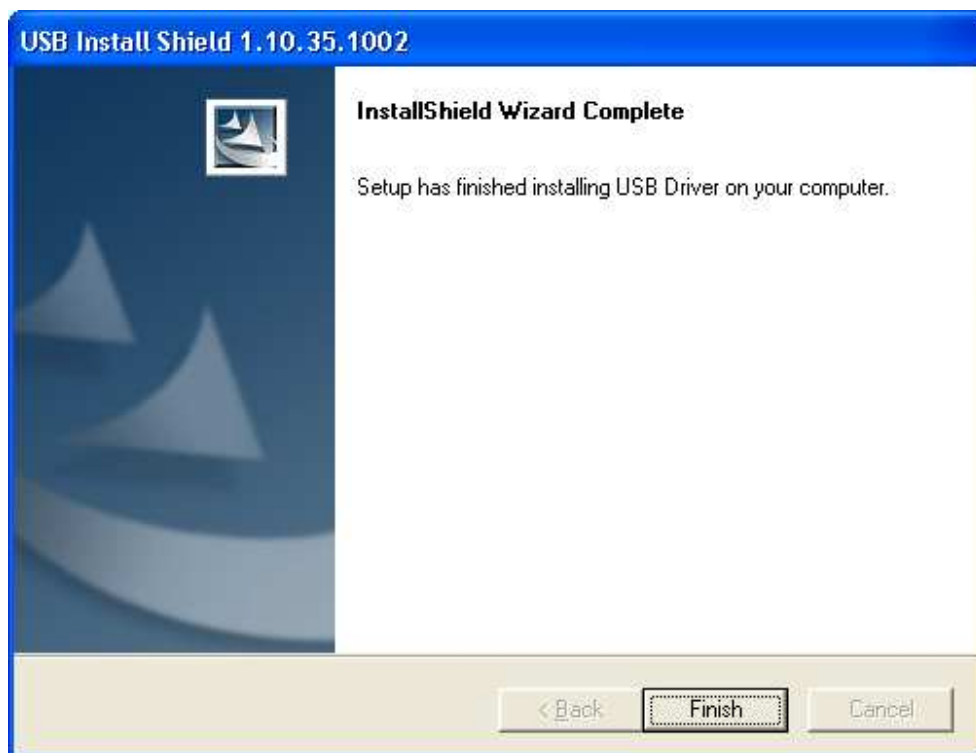 USB Install Shield 1.10.35.1002
InstallShield Wizard Complete
Setup has finished installing USB Driver on your computer.
< Back Finish Cancel